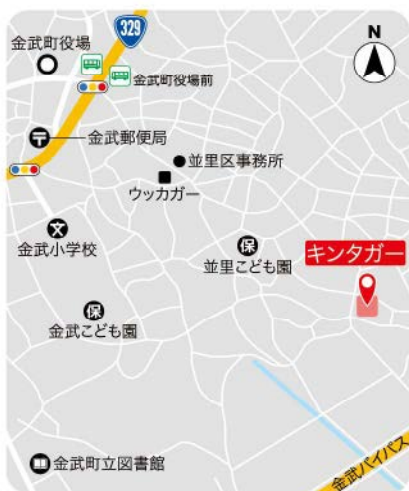 329
N
金武町役場
金武町役場前
金武郵便局
並里区事務所
ウッカガー
文
金武小学校
保
並里こども園
キンタガー
保
金武こども園
金武町立図書館
金武バイパス